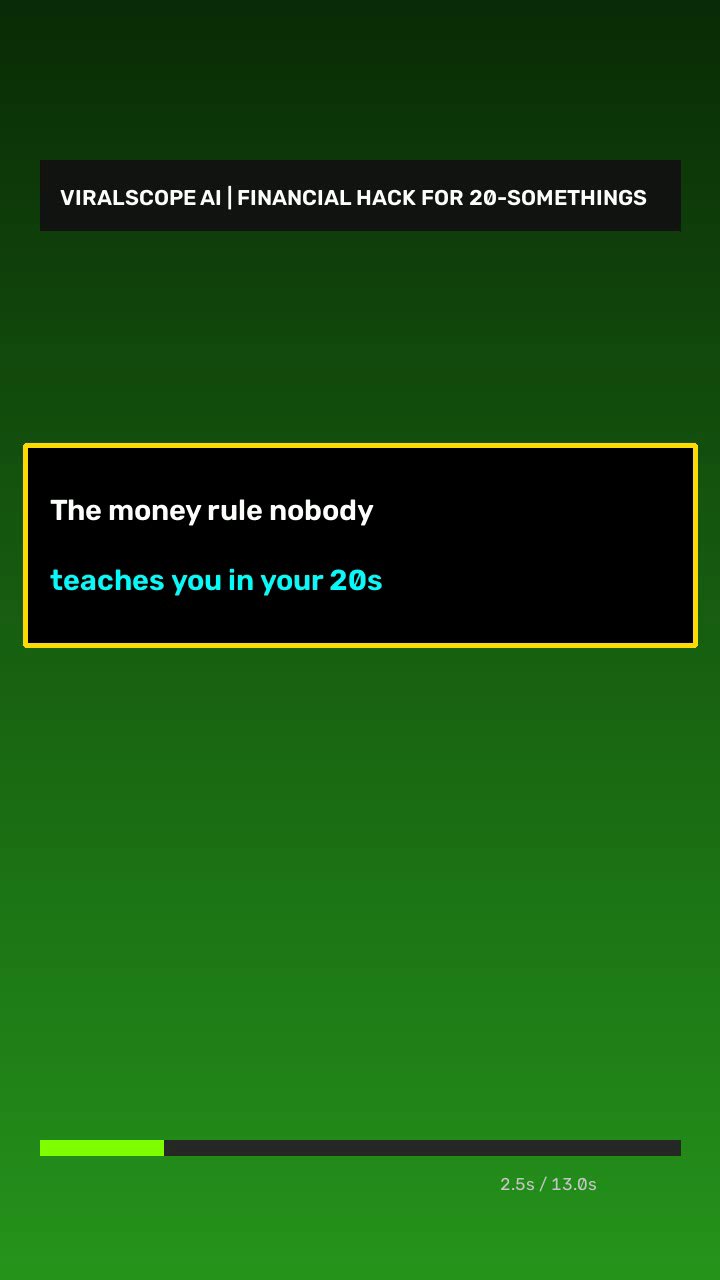 VIRALSCOPE AI | FINANCIAL HACK FOR 20-SOMETHINGS
The money rule nobody
teaches you in your 20s
2.5s / 13.0s